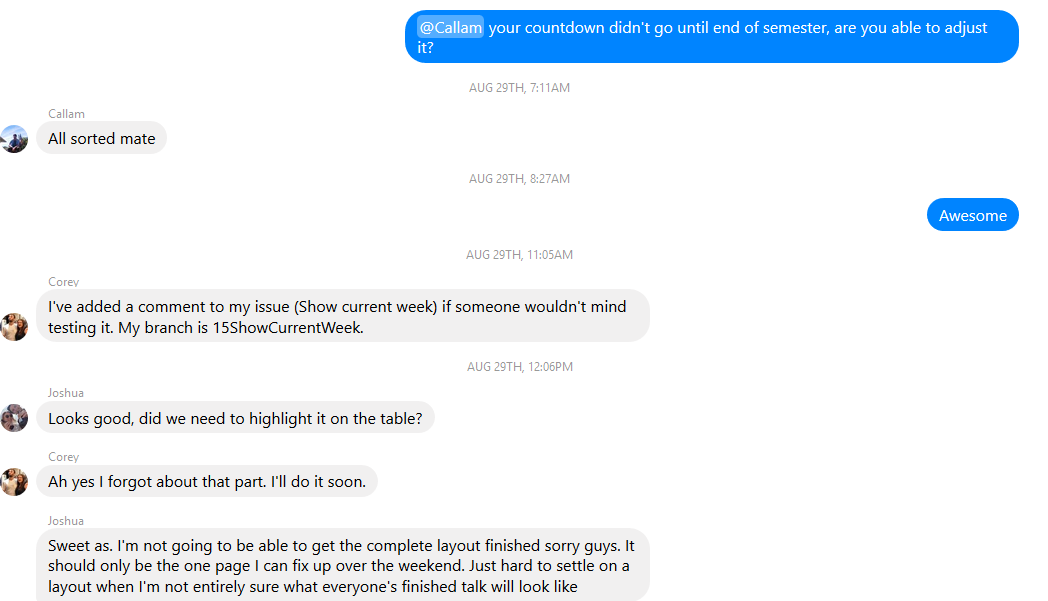 @Callam your countdown didn't go until end of semester, are you able to adjust
it?
AUG 29TH, 7:11AM
Callam
All sorted mate
AUG 29TH, 8:27AM
Awesome
AUG 29TH, 11:05AM
Corey
I've added a comment to my issue (Show current week) if someone wouldn't mind
testing it. My branch is 15ShowCurrentWeek.
AUG 29TH, 12:06PM
Joshua
Looks good, did we need to highlight it on the table?
Corey
Ah yes I forgot about that part. I'll do it soon.
Joshua
Sweet as. I'm not going to be able to get the complete layout finished sorry guys. It
should only be the one page I can fix up over the weekend. Just hard to settle on a
layout when I'm not entirely sure what everyone's finished talk will look like